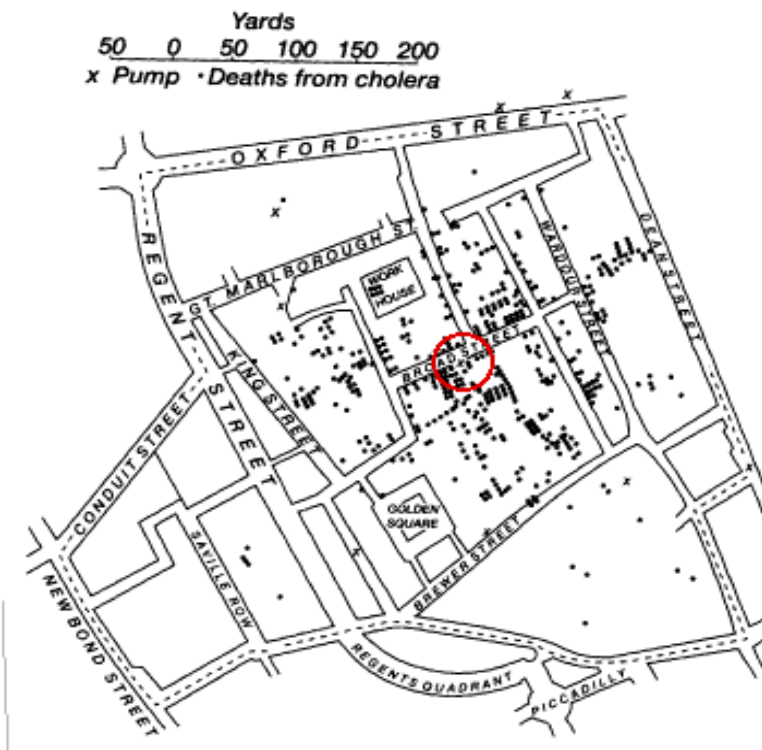 Yards
50 0 50 100 150 200
x Pump • Deaths from cholera
OXFORD STREET
REGENT STREET
GT. MARLBOROUGH ST.
WORK HOUSE
WARDOUR STREET
DEAN STREET
BROAD STREET
KING STREET
CONDUIT STREET
GOLDEN SQUARE
SAVILLE ROW
BREWER STREET
NEW BOND STREET
REGENTS QUADRANT
PICCADILLY